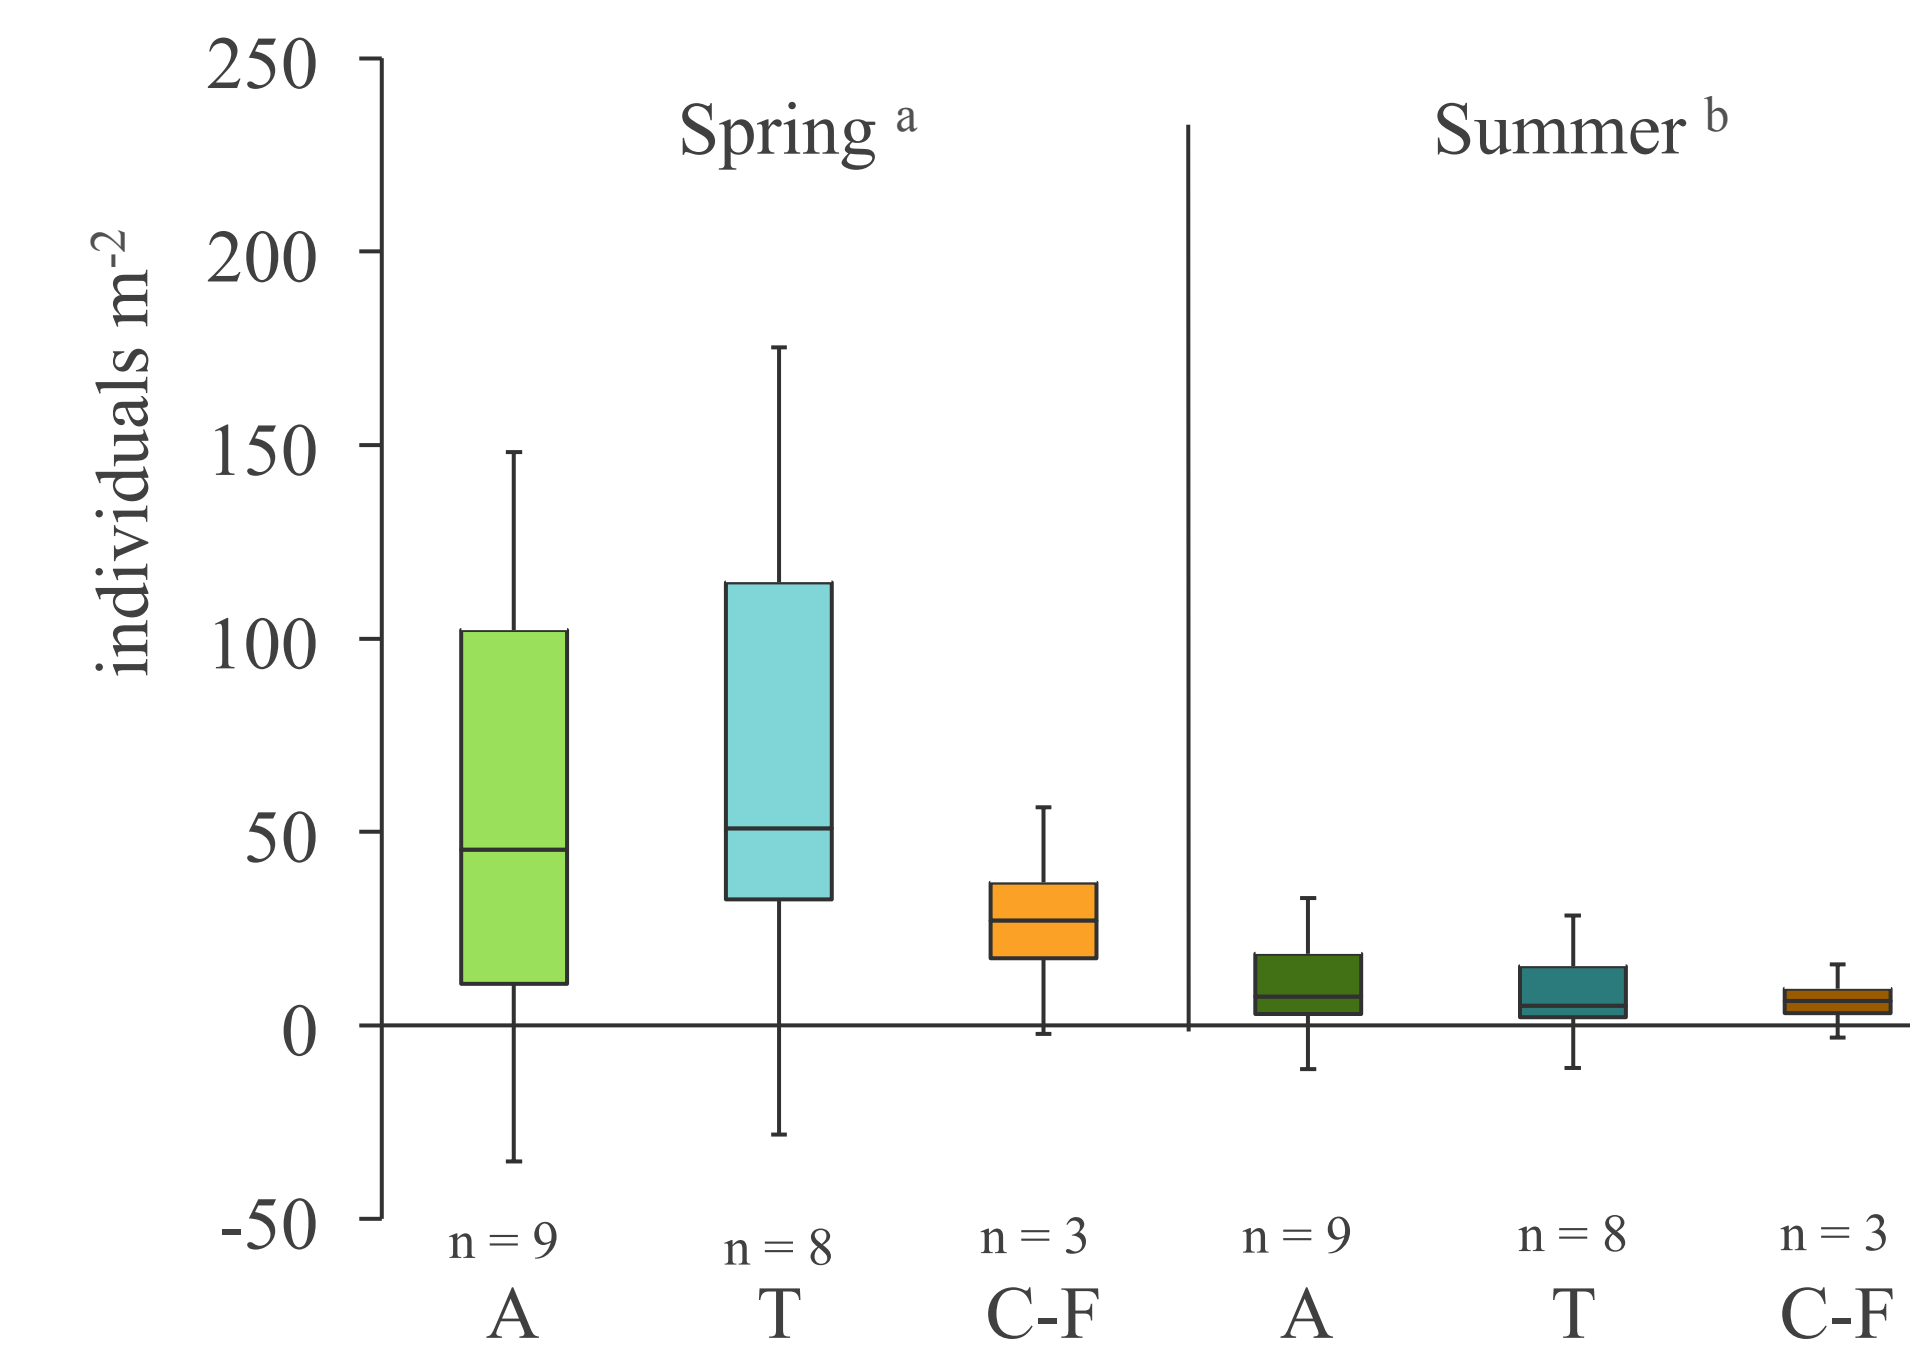 250
200
150
100
50
0
-50
individuals m-2
Spring a
Summer b
n = 9
n = 8
n = 3
n = 9
n = 8
n = 3
A
T
C-F
A
T
C-F